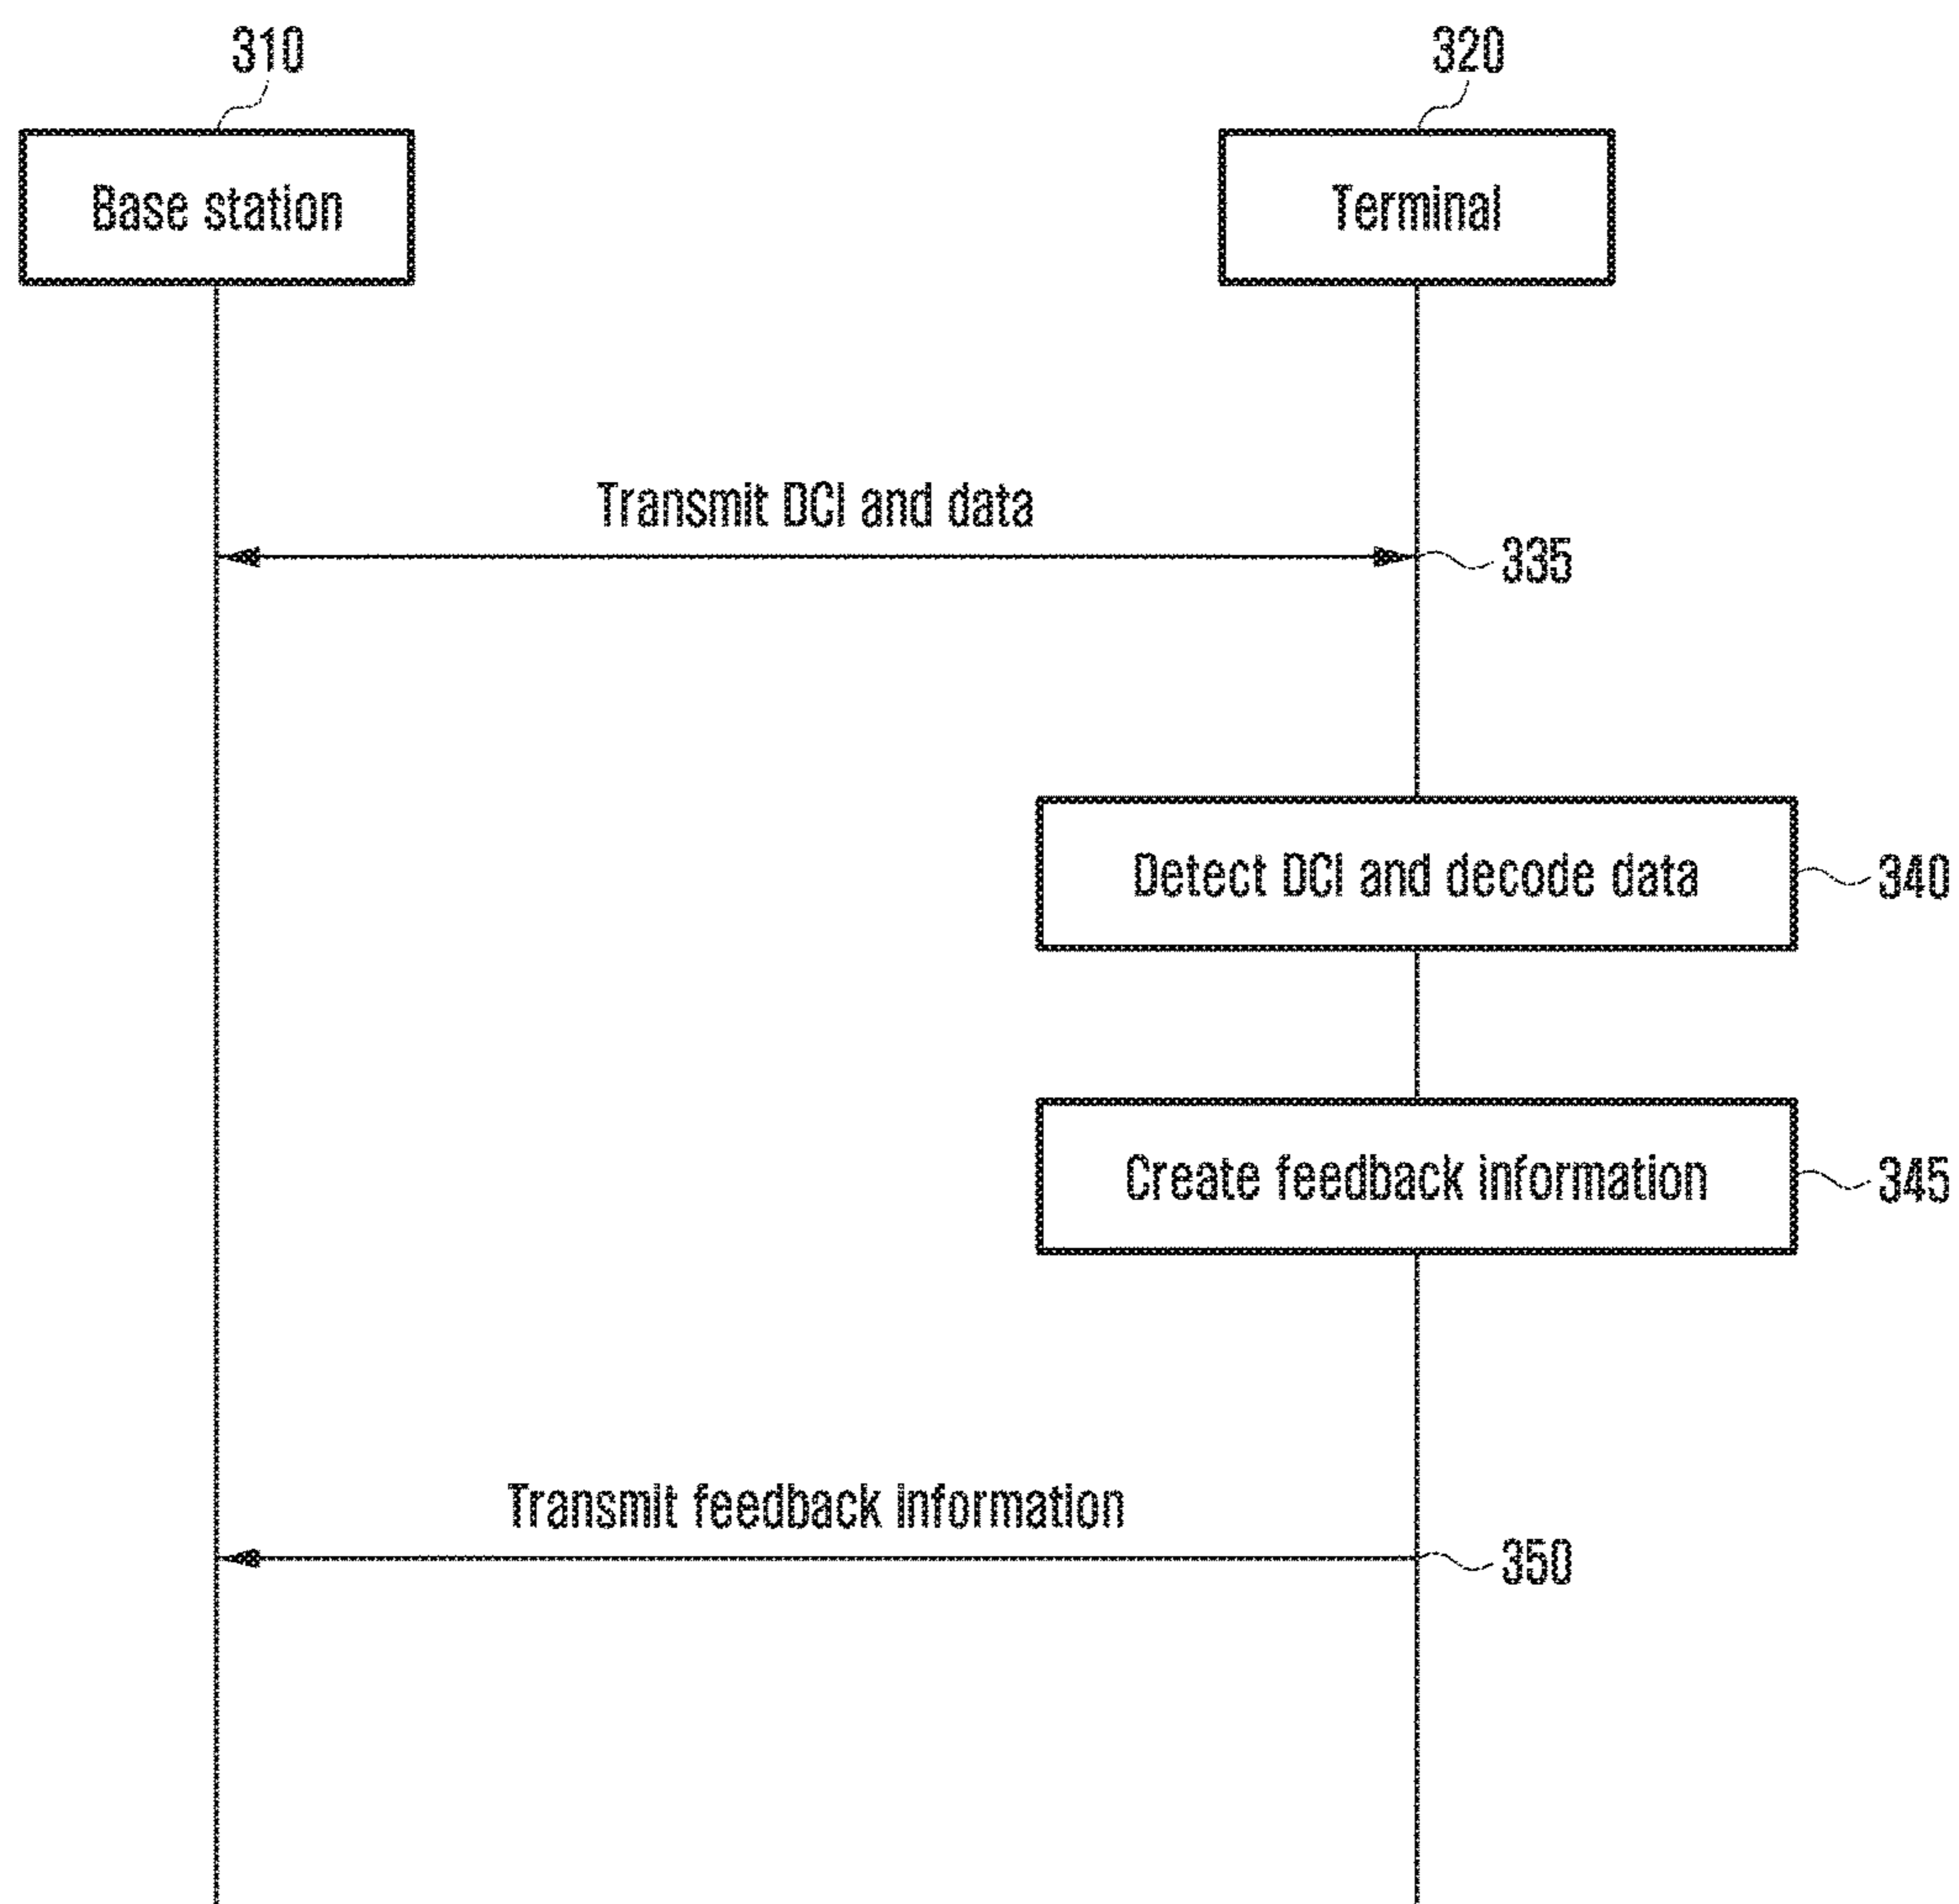 310
320
Base station
Terminal
Transmit DCI and data
335
Detect DCI and decode data
340
Create feedback information
345
Transmit feedback information
350